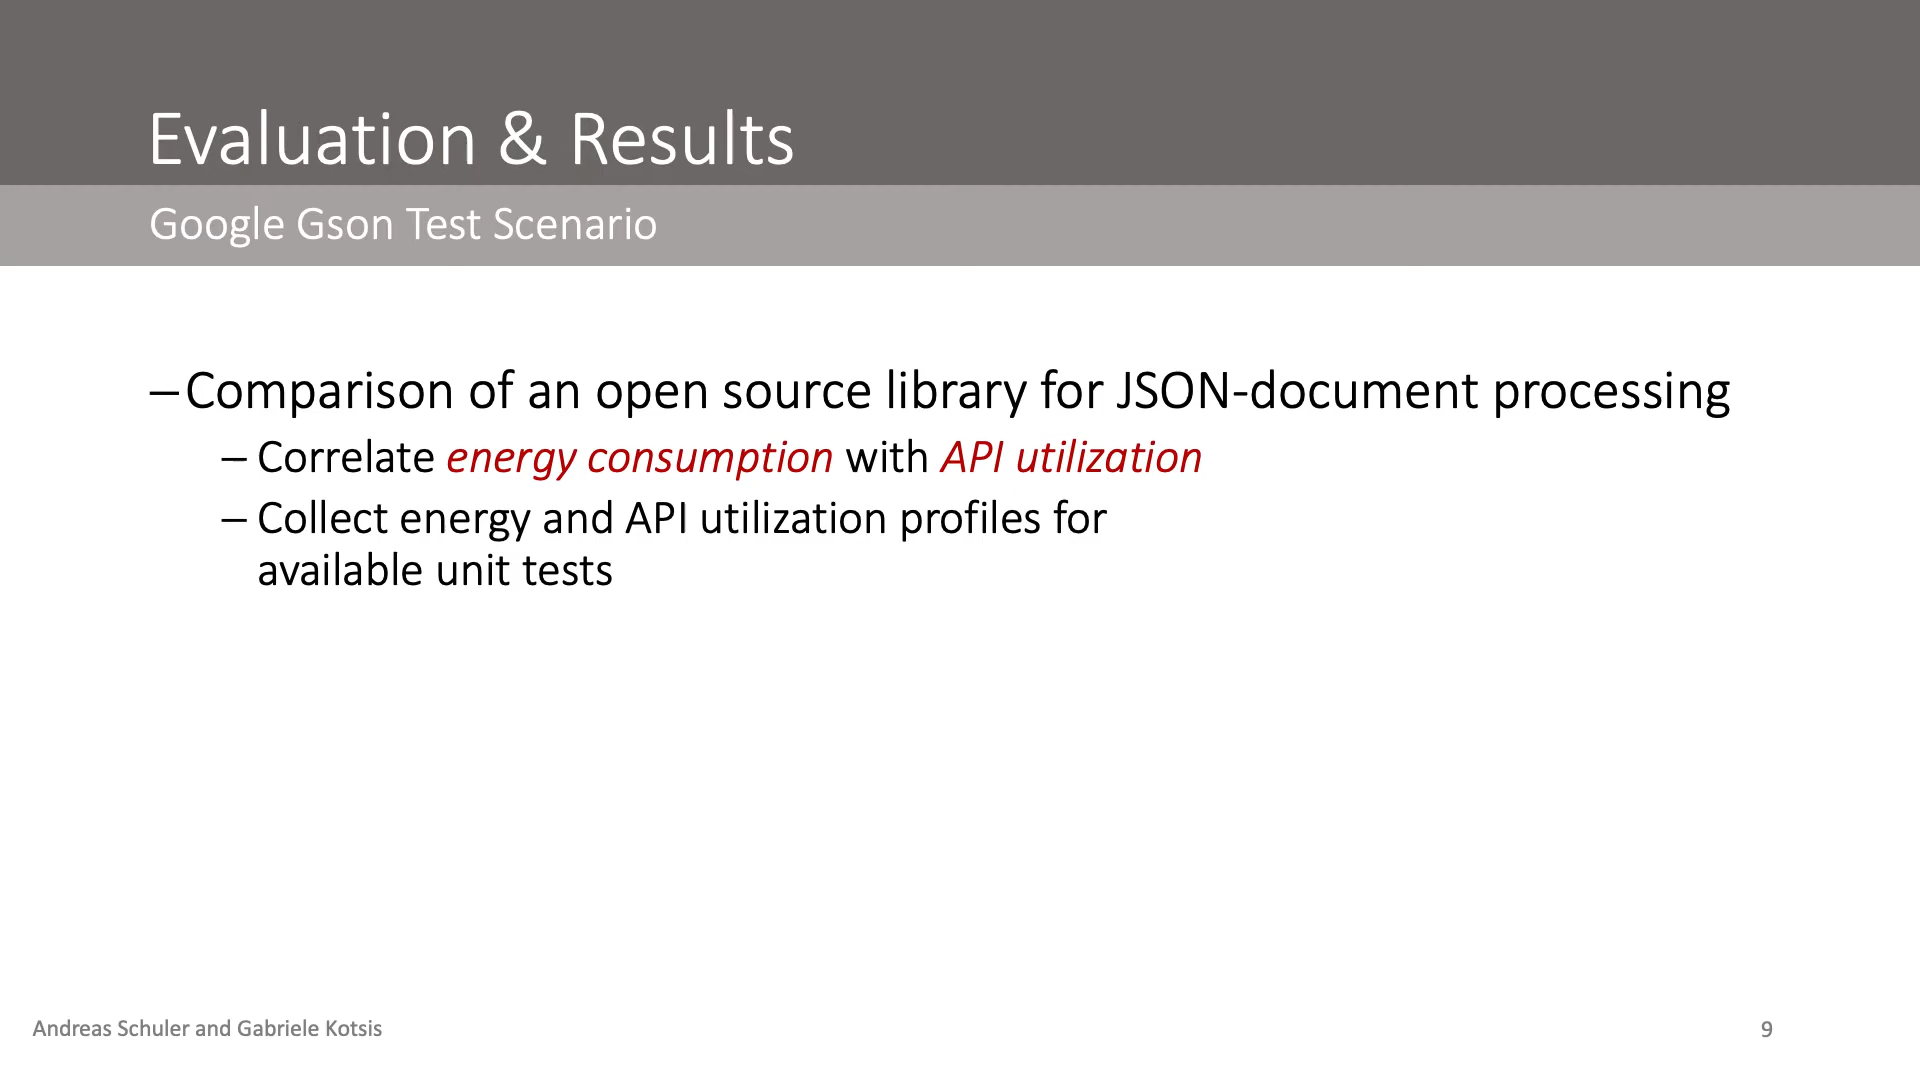 Evaluation & Results
Google Gson Test Scenario
–Comparison of an open source library for JSON-document processing
– Correlate energy consumption with API utilization
– Collect energy and API utilization profiles for
available unit tests
Andreas Schuler and Gabriele Kotsis
9